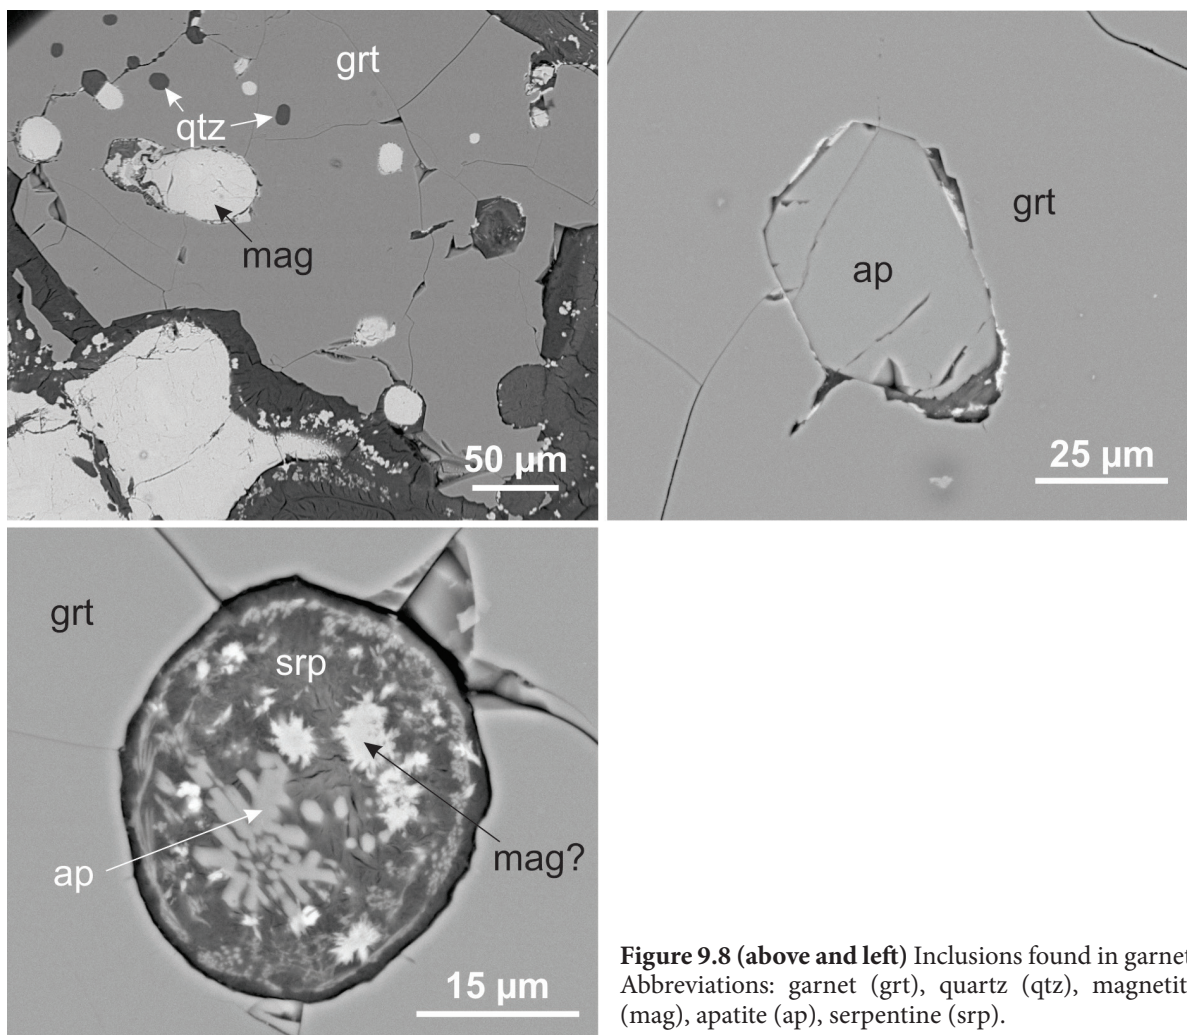 grt
qtz
mag
50 µm
grt
ap
25 µm
grt
srp
ap
mag?
15 µm
Figure 9.8 (above and left) Inclusions found in garnet
Abbreviations: garnet (grt), quartz (qtz), magnetit
(mag), apatite (ap), serpentine (srp).